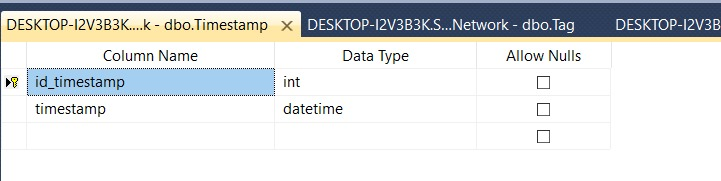 DESKTOP-I2V3B3K....k - dbo.Timestamp × DESKTOP-I2V3B3K.S...Network - dbo.Tag DESKTOP-I2V3B
Column Name Data Type Allow Nulls
id_timestamp int
timestamp datetime